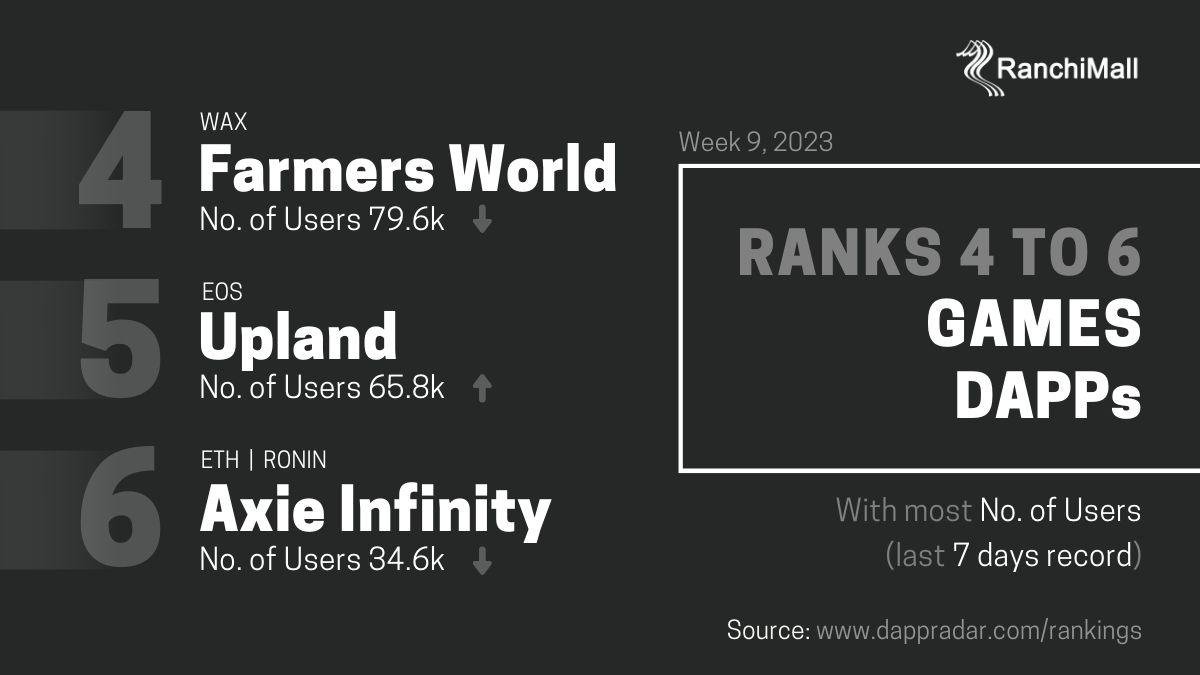 RanchiMall
4
WAX
Farmers World
No. of Users 79.6k
5
EOS
Upland
No. of Users 65.8k
6
ETH | RONIN
Axie Infinity
No. of Users 34.6k
Week 9, 2023
RANKS 4 TO 6
GAMES
DAPPs
With most No. of Users
(last 7 days record)
Source: www.dappradar.com/rankings